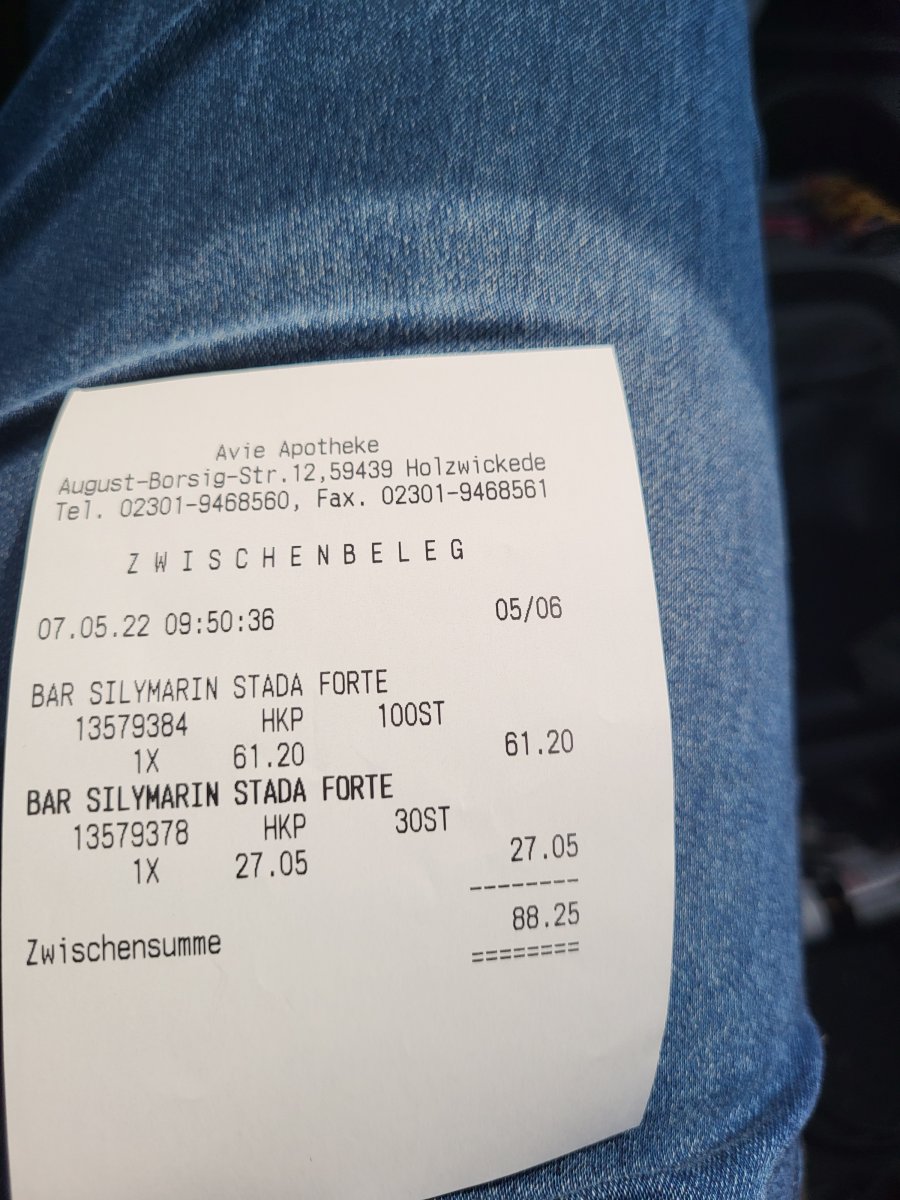 Avie Apotheke
August-Borsig-Str.12,59439 Holzwickede
Tel. 02301-9468560, Fax. 02301-9468561
ZWISCHENBELEG
07.05.22 09:50:36 05/06
BAR SILYMARIN STADA FORTE
13579384 HKP 100ST
1X 61.20 61.20
BAR SILYMARIN STADA FORTE
13579378 HKP 30ST
1X 27.05 27.05
--------
Zwischensumme 88.25
========